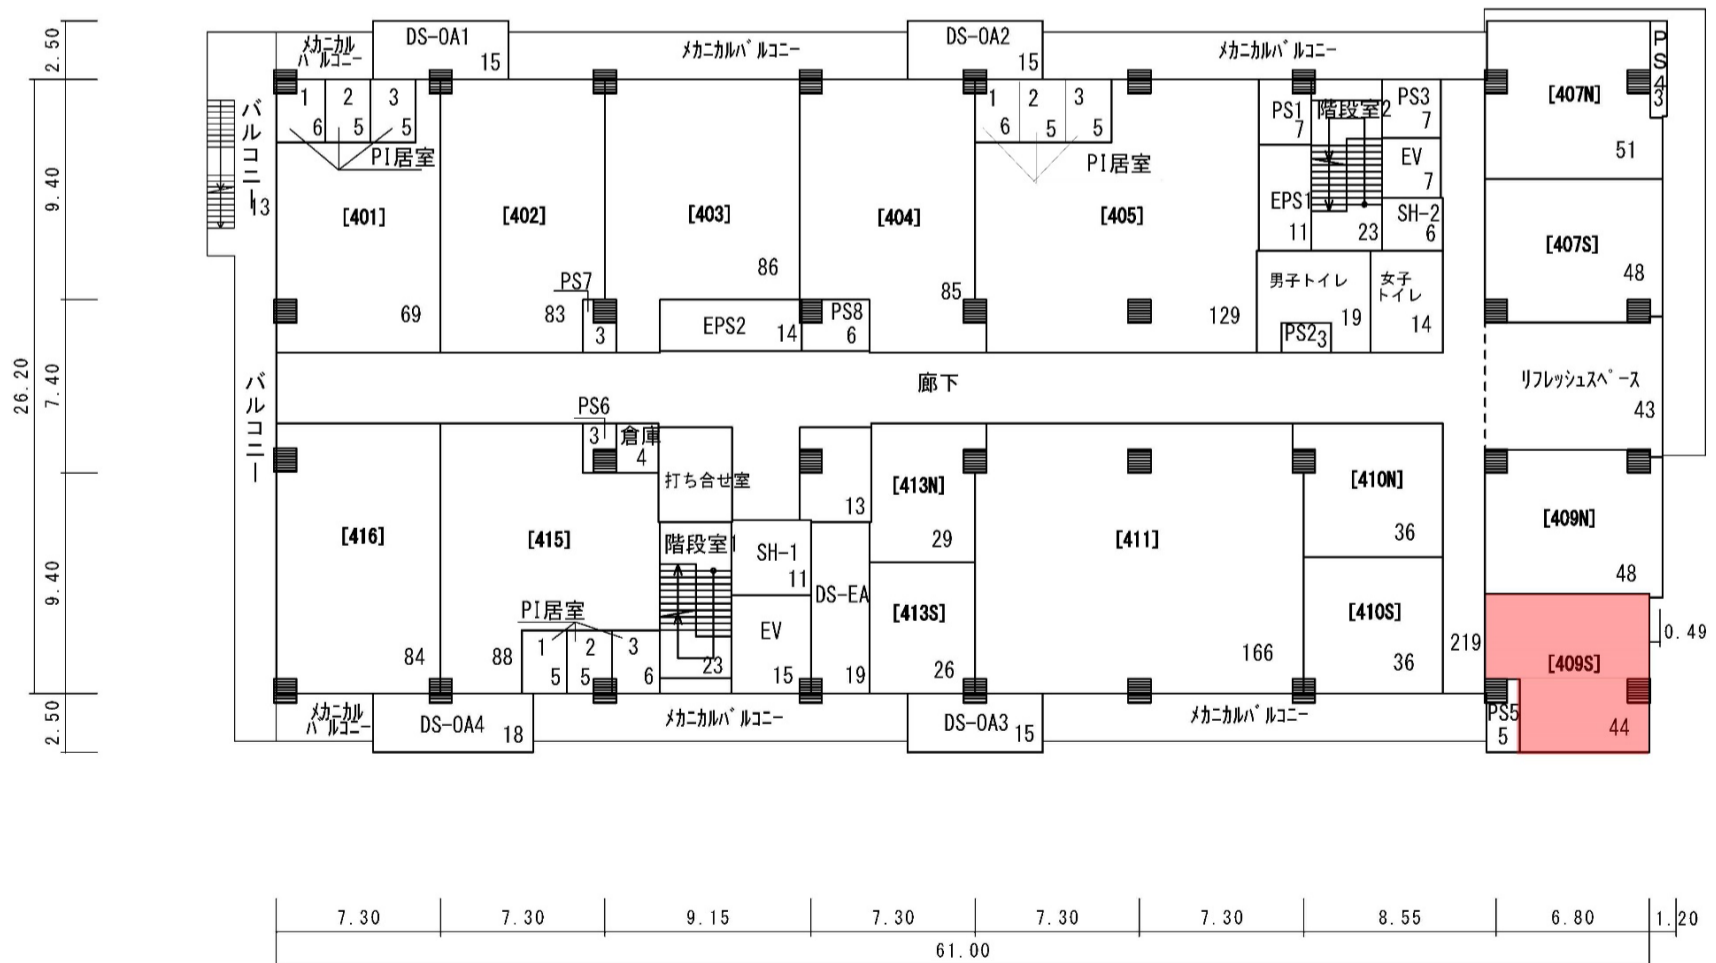 2.50
9.40
7.40
9.40
2.50
26.20
バルコニー
13
バルコニー
メカニカル
バルコニー
DS-OA1
15
メカニカルバルコニー
DS-OA2
15
メカニカルバルコニー
1
6
2
5
3
5
PI居室
[401]
69
[402]
83
PS7
3
[403]
86
EPS2
14
[404]
85
PS8
6
1
6
2
5
3
5
PI居室
[405]
129
PS1
7
階段室2
23
PS3
7
EV
7
EPS1
11
SH-2
6
男子トイレ
19
PS2
3
女子
トイレ
14
[407N]
51
PS4
3
[407S]
48
廊下
リフレッシュスペース
43
[416]
84
PS6
3
倉庫
4
[415]
88
PI居室
1
5
2
5
3
6
打ち合せ室
階段室1
23
SH-1
11
EV
15
13
DS-EA
19
[413N]
29
[413S]
26
[411]
166
[410N]
36
[410S]
36
219
[409N]
48
[409S]
44
0.49
PS5
5
メカニカル
バルコニー
DS-OA4
18
メカニカルバルコニー
DS-OA3
15
メカニカルバルコニー
7.30 7.30 9.15 7.30 7.30 7.30 8.55 6.80 1.20
61.00